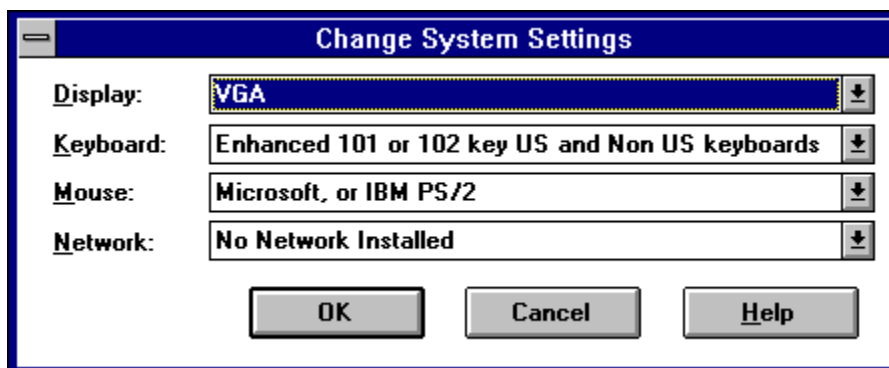 Change System Settings
Display: VGA
Keyboard: Enhanced 101 or 102 key US and Non US keyboards
Mouse: Microsoft, or IBM PS/2
Network: No Network Installed
OK Cancel Help